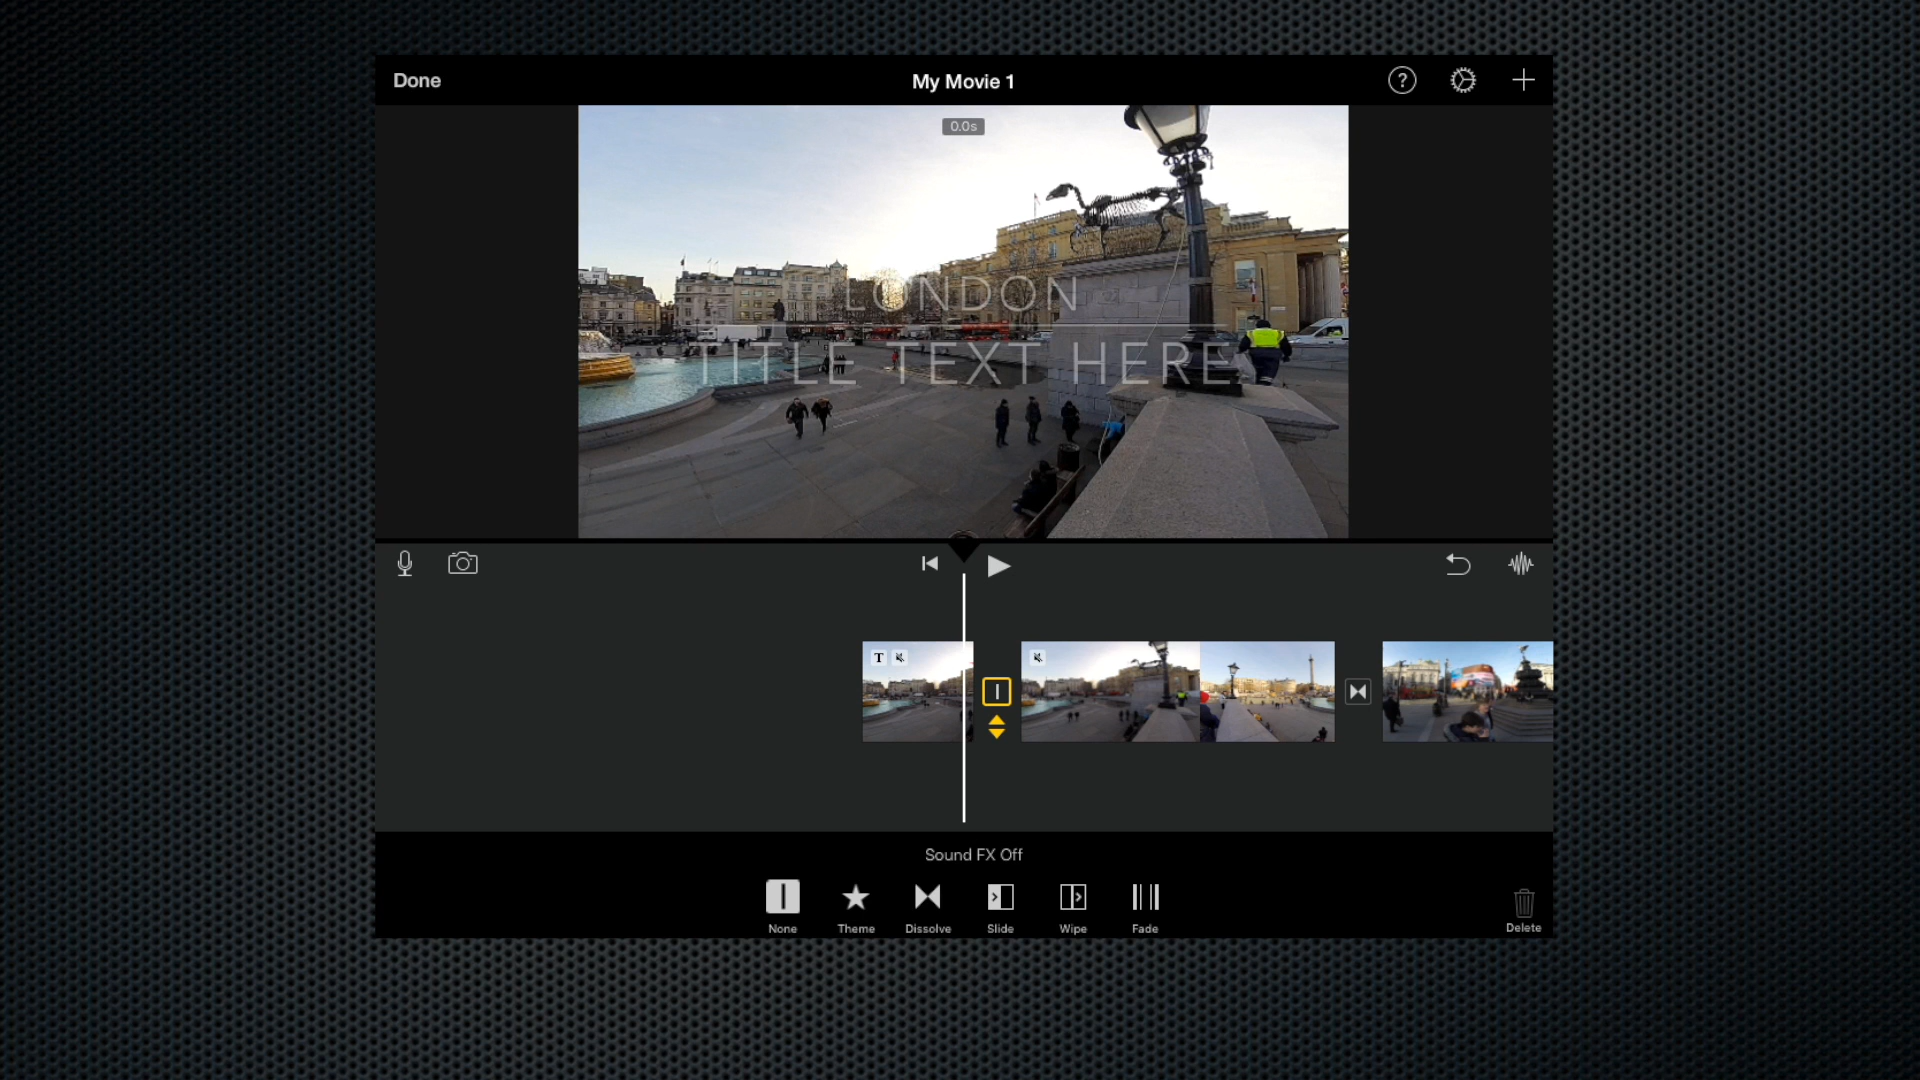 Done
My Movie 1
?
0.0s
LONDON
TITLE TEXT HERE
T
Sound FX Off
None
Theme
Dissolve
Slide
Wipe
Fade
Delete